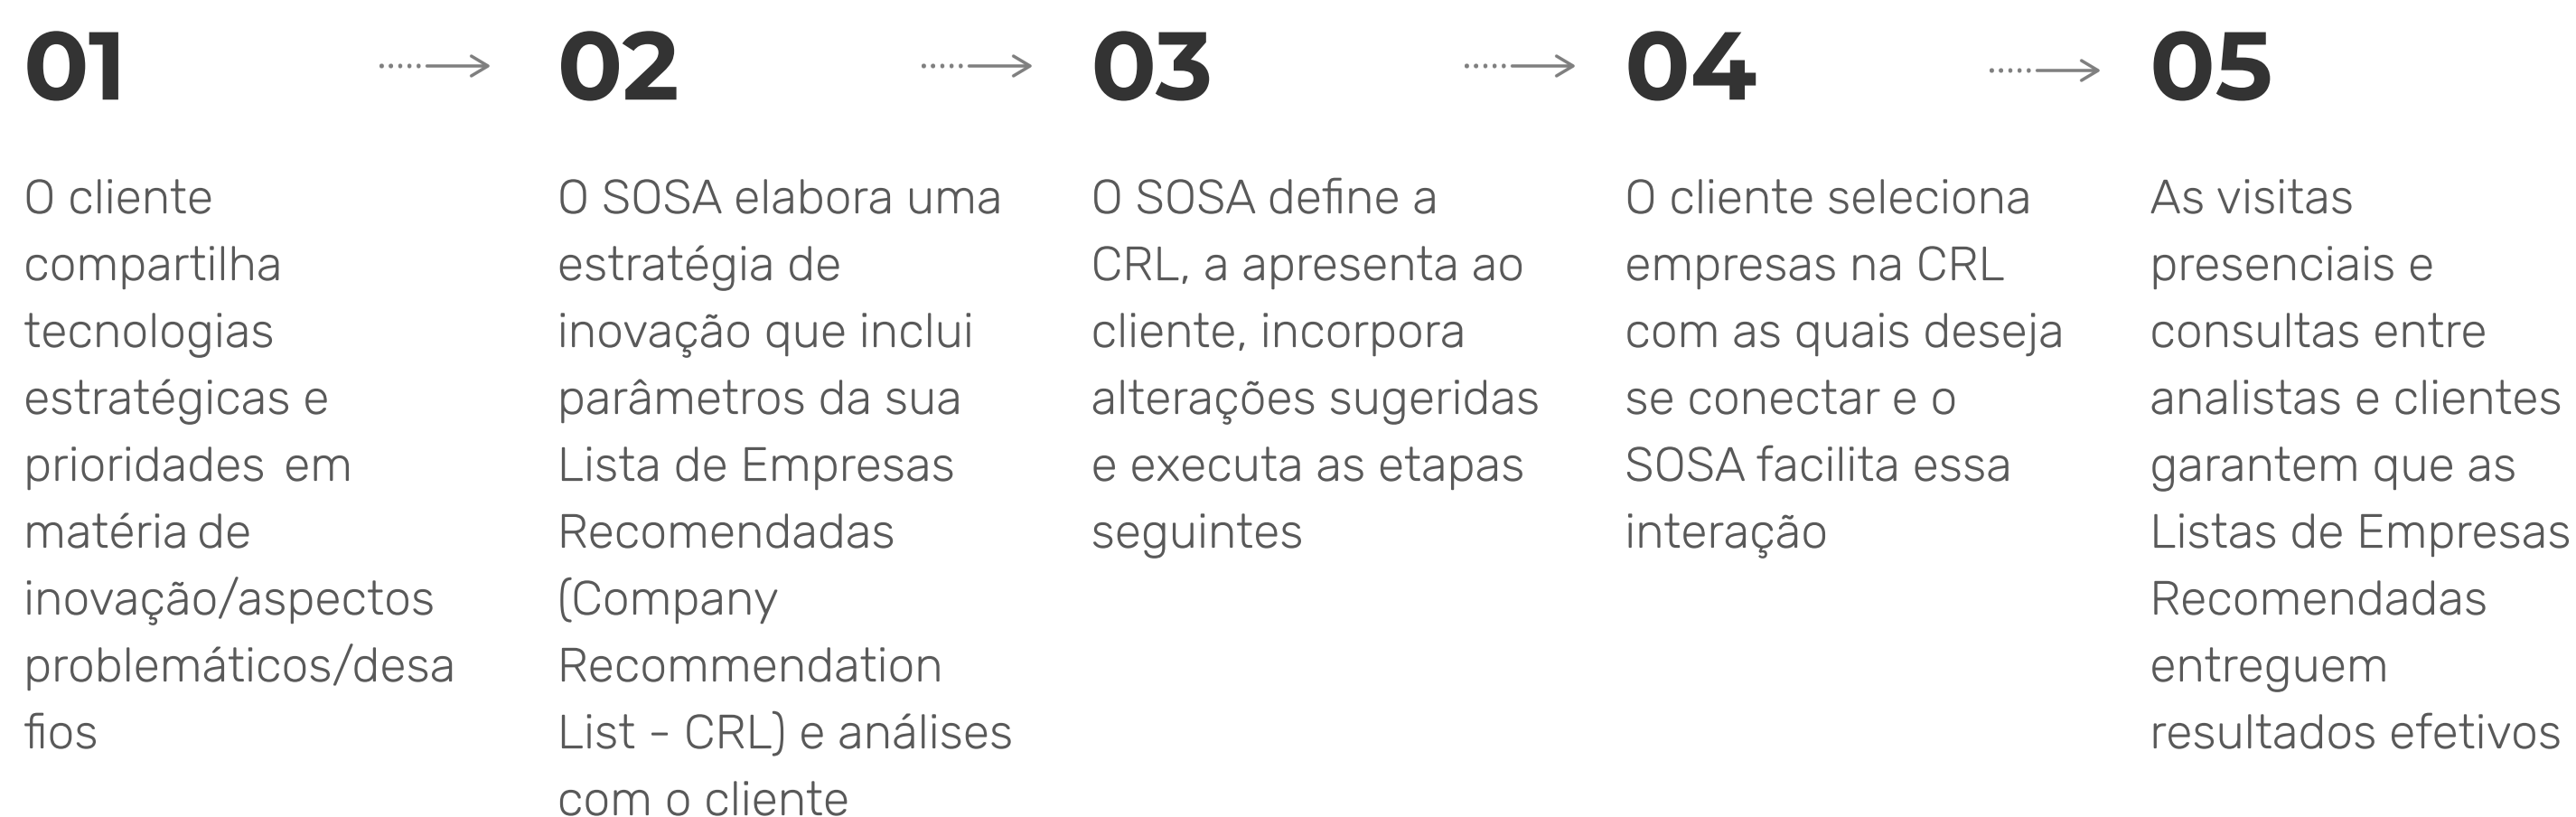 01
O cliente
compartilha
tecnologias
estratégicas e
prioridades em
matéria de
inovação/aspectos
problemáticos/desa
fios
02
O SOSA elabora uma
estratégia de
inovação que inclui
parâmetros da sua
Lista de Empresas
Recomendadas
(Company
Recommendation
List - CRL) e análises
com o cliente
03
O SOSA define a
CRL, a apresenta ao
cliente, incorpora
alterações sugeridas
e executa as etapas
seguintes
04
O cliente seleciona
empresas na CRL
com as quais deseja
se conectar e o
SOSA facilita essa
interação
05
As visitas
presenciais e
consultas entre
analistas e clientes
garantem que as
Listas de Empresas
Recomendadas
entreguem
resultados efetivos